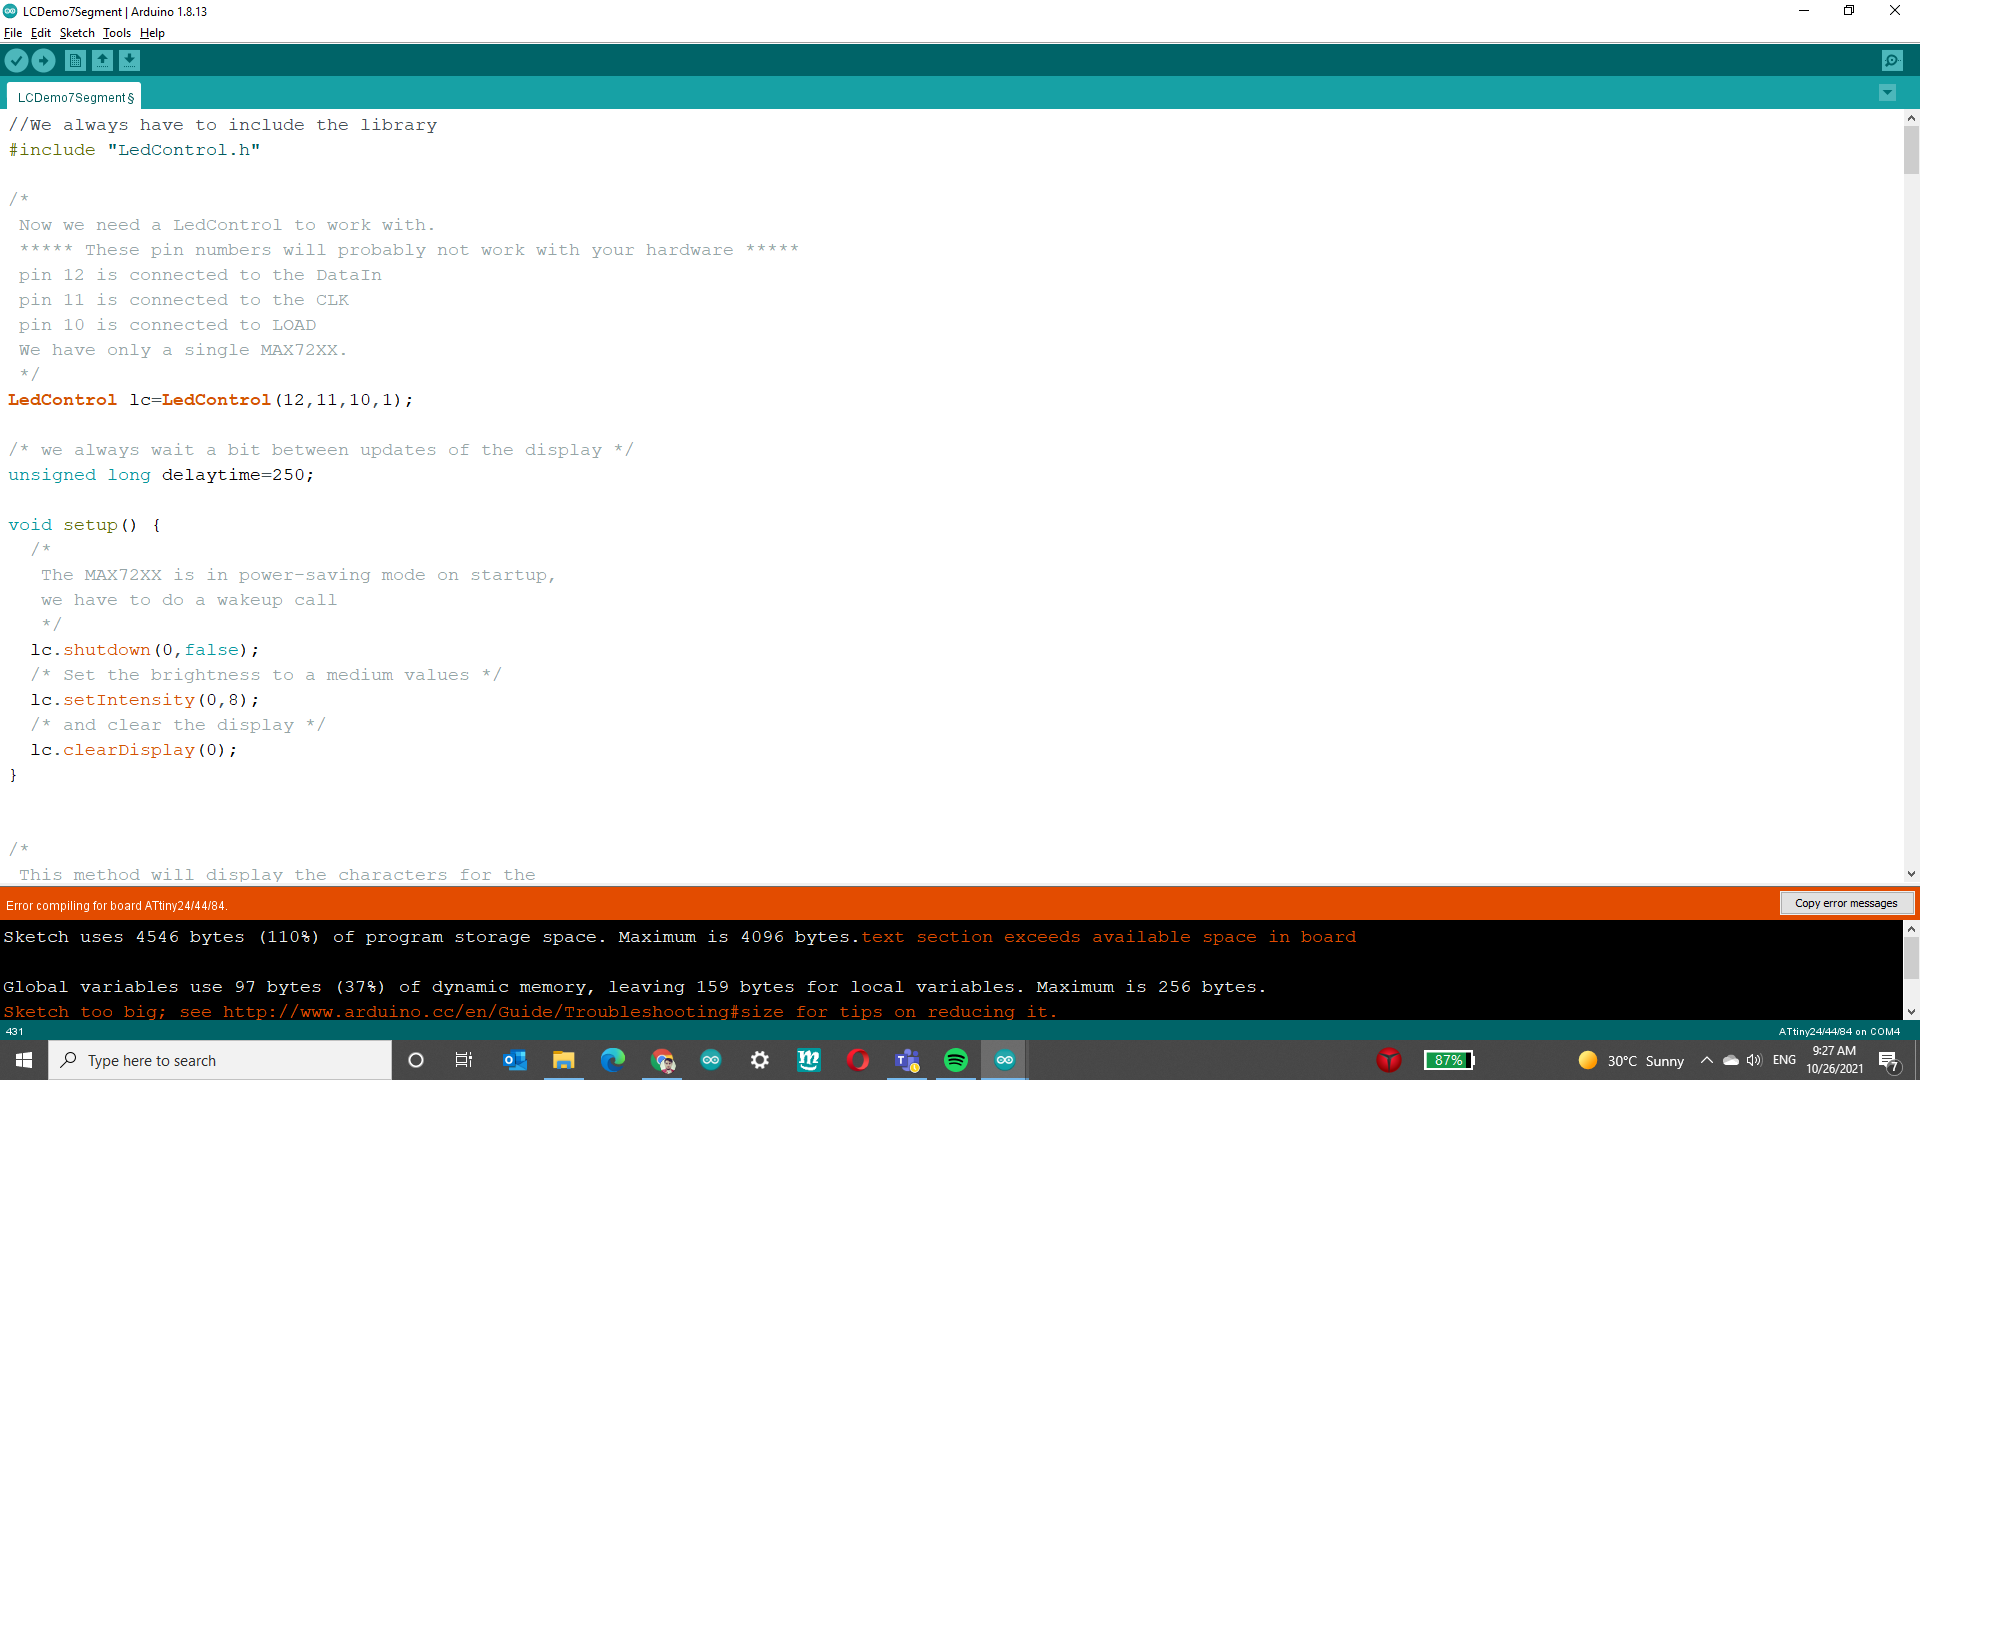 LCDemo7Segment | Arduino 1.8.13
File Edit Sketch Tools Help
LCDemo7Segment§
//We always have to include the library
#include "LedControl.h"
/*
Now we need a LedControl to work with.
***** These pin numbers will probably not work with your hardware *****
pin 12 is connected to the DataIn
pin 11 is connected to the CLK
pin 10 is connected to LOAD
We have only a single MAX72XX.
*/
LedControl lc=LedControl(12,11,10,1);
/* we always wait a bit between updates of the display */
unsigned long delaytime=250;
void setup() {
/*
The MAX72XX is in power-saving mode on startup,
we have to do a wakeup call
*/
lc.shutdown(0,false);
/* Set the brightness to a medium values */
lc.setIntensity(0,8);
/* and clear the display */
lc.clearDisplay(0);
}
/*
This method will display the characters for the
Error compiling for board ATtiny24/44/84.
Copy error messages
Sketch uses 4546 bytes (110%) of program storage space. Maximum is 4096 bytes.text section exceeds available space in board
Global variables use 97 bytes (37%) of dynamic memory, leaving 159 bytes for local variables. Maximum is 256 bytes.
Sketch too big; see http://www.arduino.cc/en/Guide/Troubleshooting#size for tips on reducing it.
431
ATtiny24/44/84 on COM4
Type here to search
87%
30°C Sunny
ENG
9:27 AM
10/26/2021
7